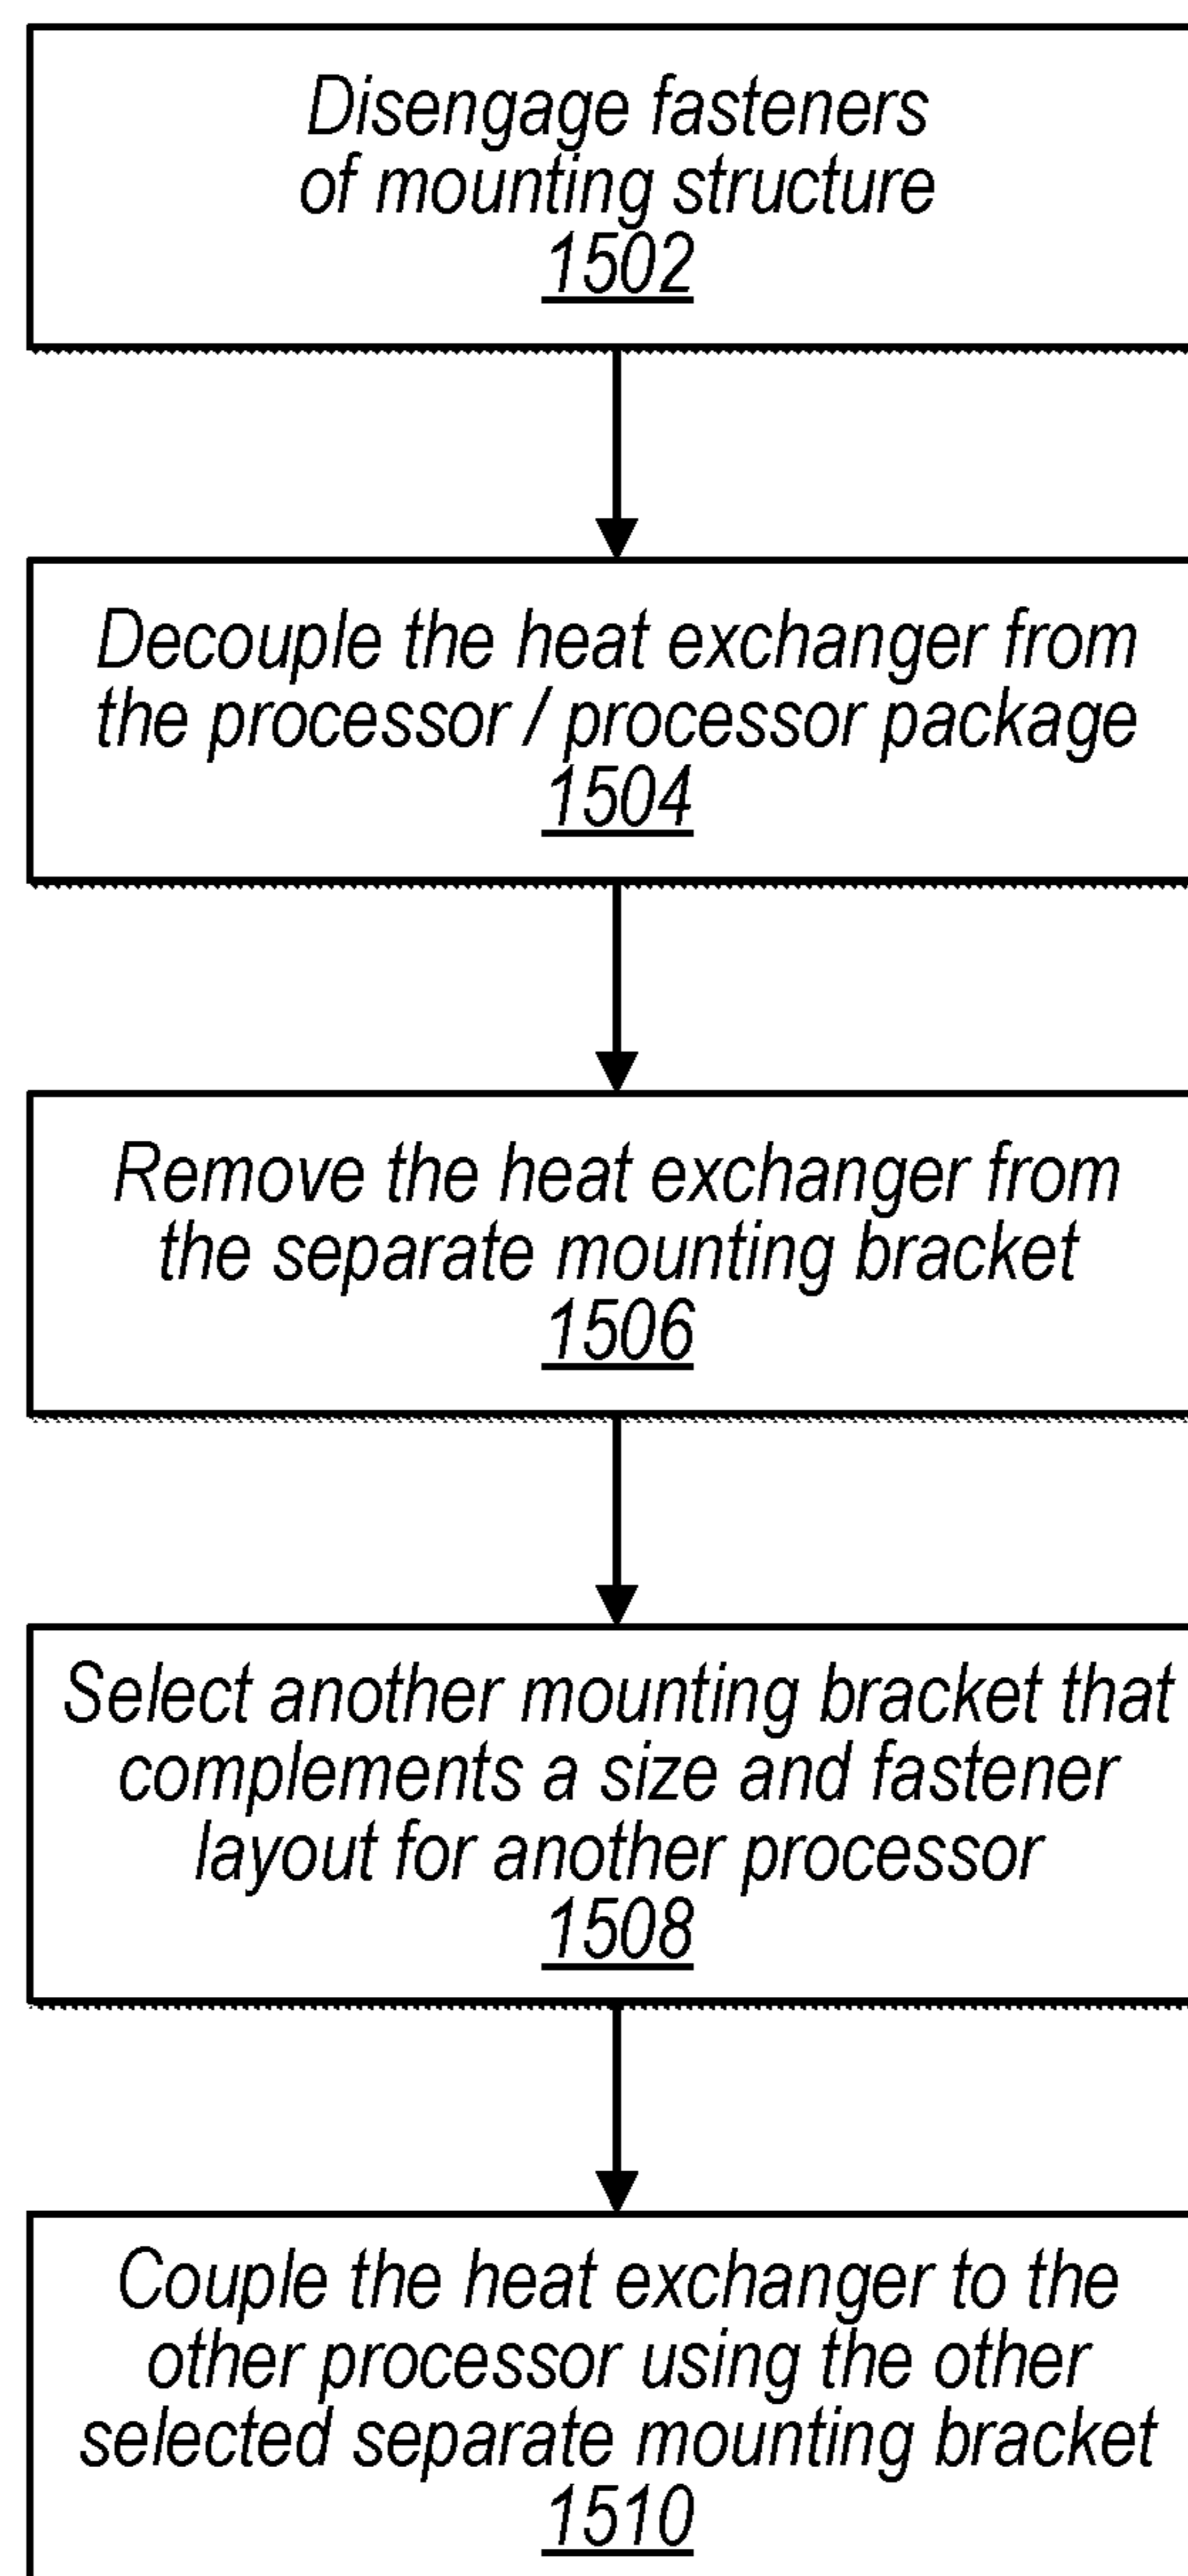 Disengage fasteners
of mounting structure
1502
Decouple the heat exchanger from
the processor / processor package
1504
Remove the heat exchanger from
the separate mounting bracket
1506
Select another mounting bracket that
complements a size and fastener
layout for another processor
1508
Couple the heat exchanger to the
other processor using the other
selected separate mounting bracket
1510